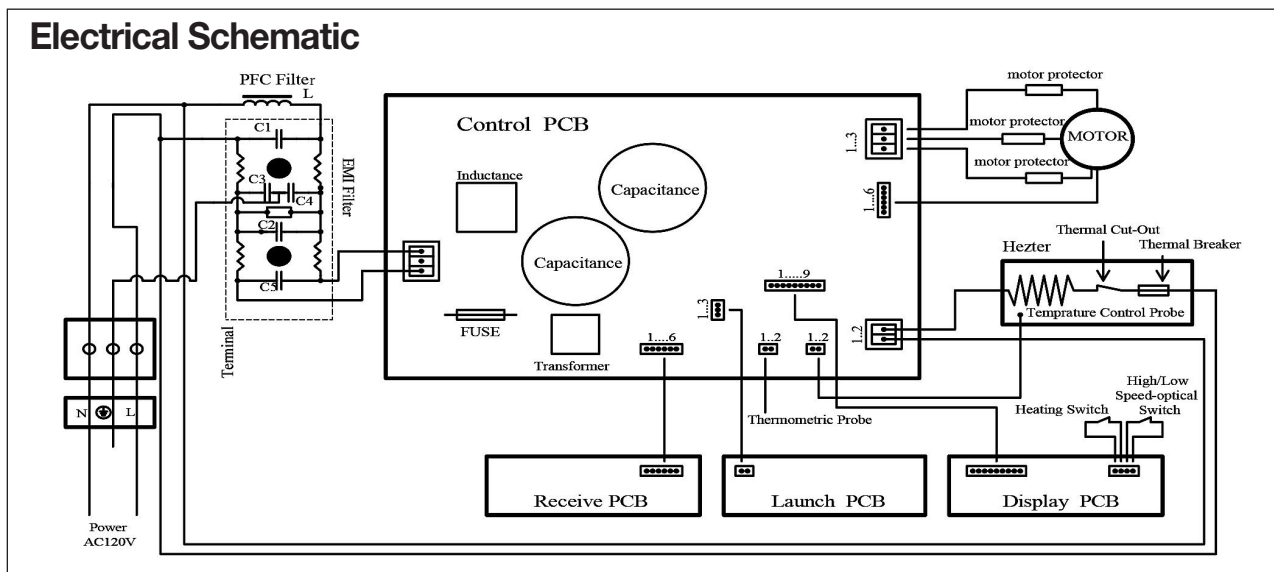 Electrical Schematic
PFC Filter
L
C1
C3
C4
C2
C5
EMI Filter
Terminal
N
L
Power
AC120V
Control PCB
Inductance
Capacitance
Capacitance
FUSE
Transformer
1....6
1...3
1..2
1..2
1.....9
1...3
1....6
1..2
motor protector
motor protector
motor protector
MOTOR
Thermal Cut-Out
Thermal Breaker
Hezter
Temprature Control Probe
Thermometric Probe
High/Low
Speed-optical
Switch
Heating Switch
Receive PCB
Launch PCB
Display PCB